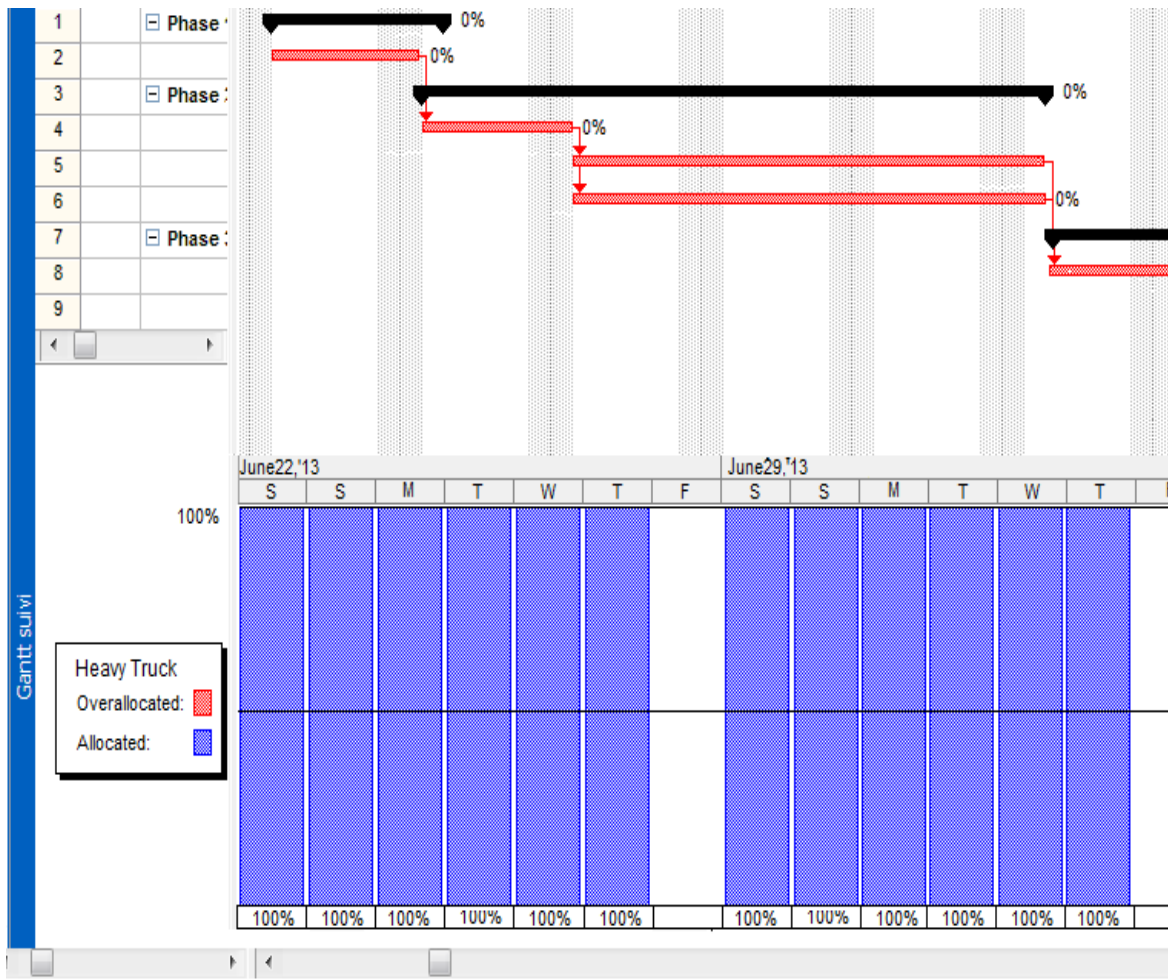 1 Phase 0%
2 0%
3 Phase 0%
4 0%
5
6 0%
7 Phase
8
9
June22,'13 June29,'13
S S M T W T F S S M T W T
100%
Gantt suivi
Heavy Truck
Overallocated:
Allocated:
100% 100% 100% 100% 100% 100% 100% 100% 100% 100% 100% 100%